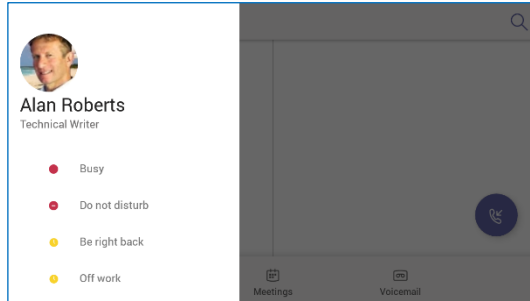 Alan Roberts
Technical Writer
Busy
Do not disturb
Be right back
Off work
Meetings
Voicemail